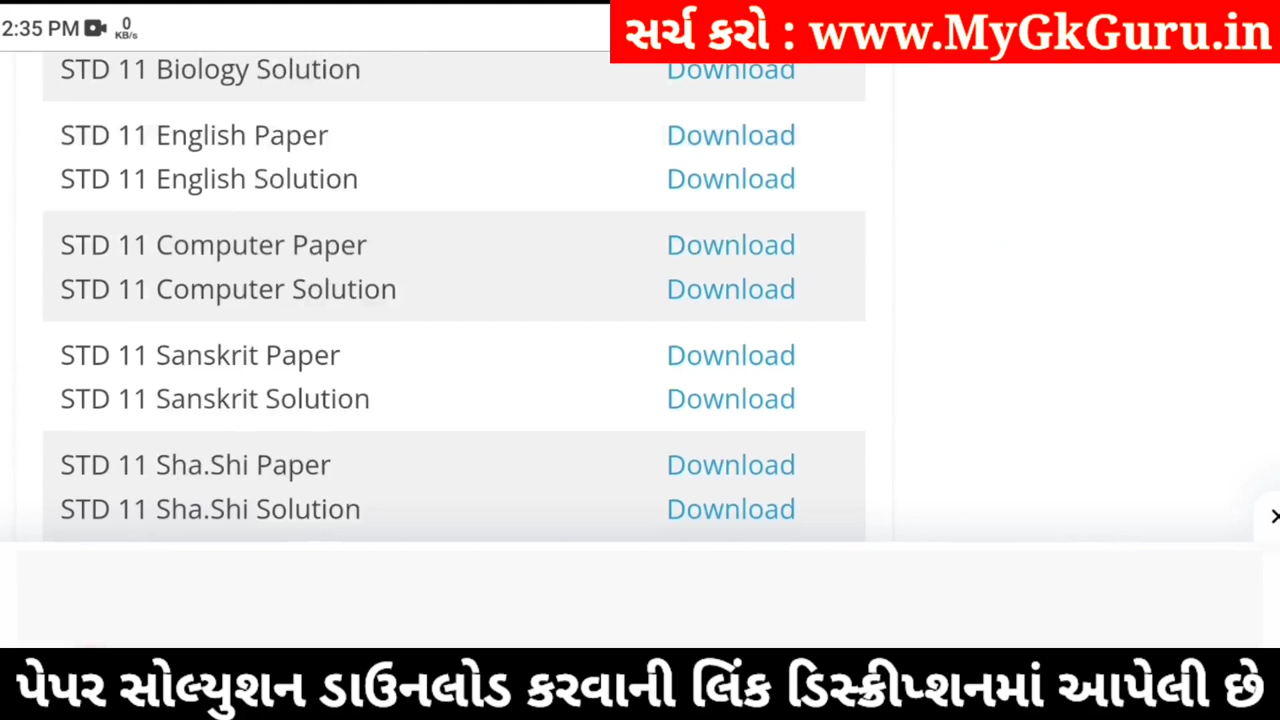 2:35 PM 0 KB/s
સર્ચ કરો : www.MyGkGuru.in
STD 11 Biology Solution Download
STD 11 English Paper Download
STD 11 English Solution Download
STD 11 Computer Paper Download
STD 11 Computer Solution Download
STD 11 Sanskrit Paper Download
STD 11 Sanskrit Solution Download
STD 11 Sha.Shi Paper Download
STD 11 Sha.Shi Solution Download
પેપર સોલ્યુશન ડાઉનલોડ કરવાની લિંક ડિસ્ક્રીપ્શનમાં આપેલી છે